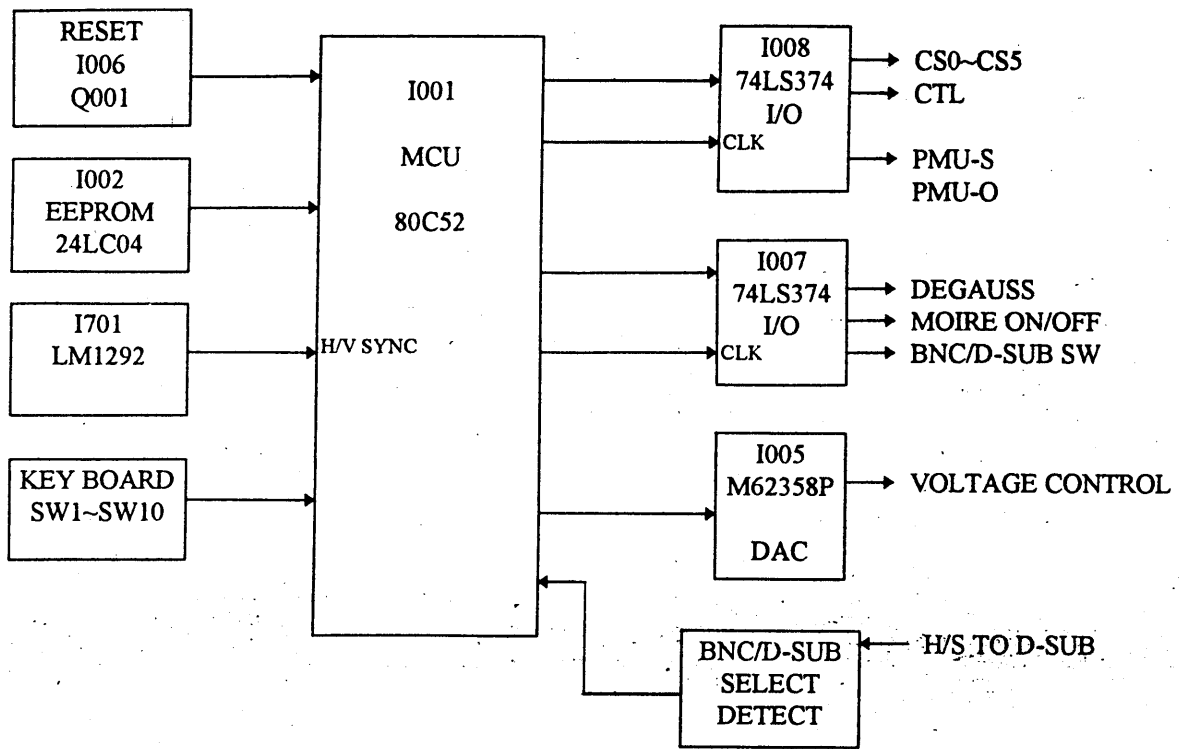 RESET
I006
Q001
I002
EEPROM
24LC04
I701
LM1292
KEY BOARD
SW1~SW10
I001
MCU
80C52
H/V SYNC
I008
74LS374
I/O
CLK
CS0~CS5
CTL
PMU-S
PMU-O
I007
74LS374
I/O
CLK
DEGAUSS
MOIRE ON/OFF
BNC/D-SUB SW
I005
M62358P
DAC
VOLTAGE CONTROL
BNC/D-SUB
SELECT
DETECT
H/S TO D-SUB